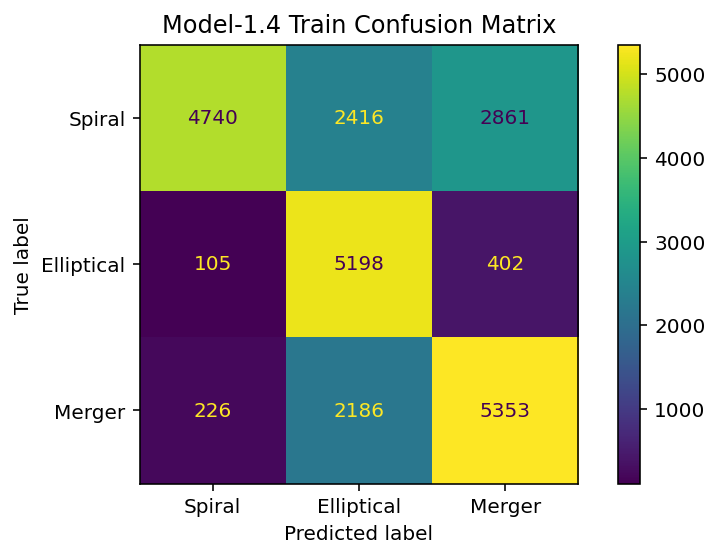 Model-1.4 Train Confusion Matrix
Spiral 4740 2416 2861
Elliptical 105 5198 402
Merger 226 2186 5353
Spiral Elliptical Merger
Predicted label
True label
5000
4000
3000
2000
1000